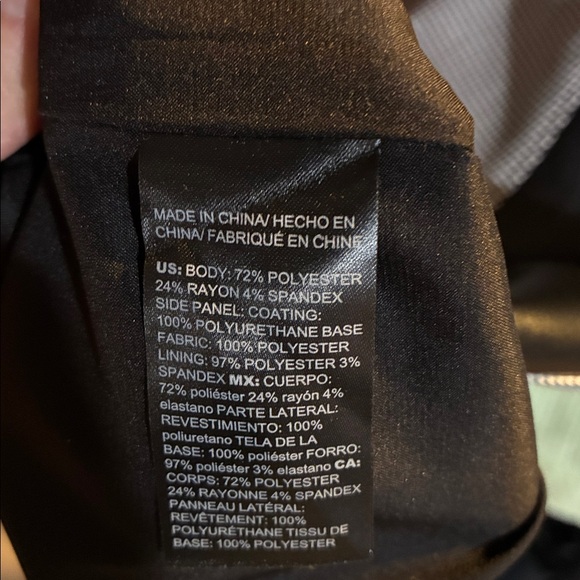 MADE IN CHINA/ HECHO EN
CHINA/ FABRIQUÉ EN CHINE
US: BODY: 72% POLYESTER
24% RAYON 4% SPANDEX
SIDE PANEL: COATING:
100% POLYURETHANE BASE
FABRIC: 100% POLYESTER
LINING: 97% POLYESTER 3%
SPANDEX MX: CUERPO:
72% poliéster 24% rayón 4%
elastano PARTE LATERAL:
REVESTIMIENTO: 100%
poliuretano TELA DE LA
BASE: 100% poliéster FORRO:
97% poliéster 3% elastano CA:
CORPS: 72% POLYESTER
24% RAYONNE 4% SPANDEX
PANNEAU LATÉRAL:
REVÊTEMENT: 100%
POLYURÉTHANE TISSU DE
BASE: 100% POLYESTER